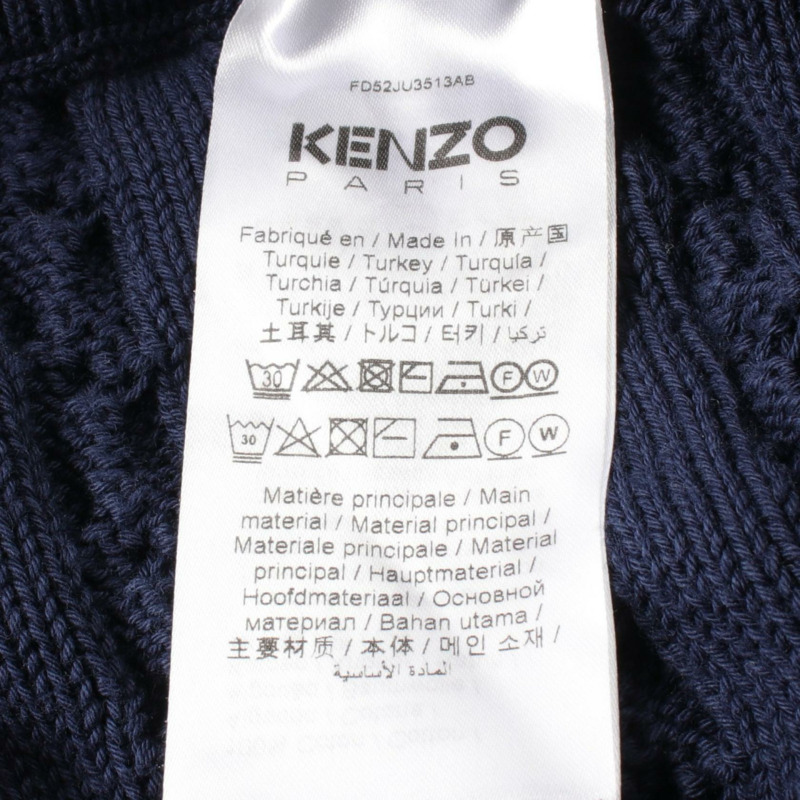 FD52JU3513AB
KENZO
PARIS
Fabriqué en / Made In / 原产国
Turquie / Turkey / Turquía /
Turchia / Túrquia / Türkei /
Turkije / Турции / Turki /
土耳其 / トルコ / 터키 / تركيا
30 F W
30 F W
Matière principale / Main
material / Material principal /
Materiale principale / Material
principal / Hauptmaterial /
Hoofdmateriaal / Основной
материал / Bahan utama /
主要材质 / 本体 / 메인 소재 /
المادة الأساسية